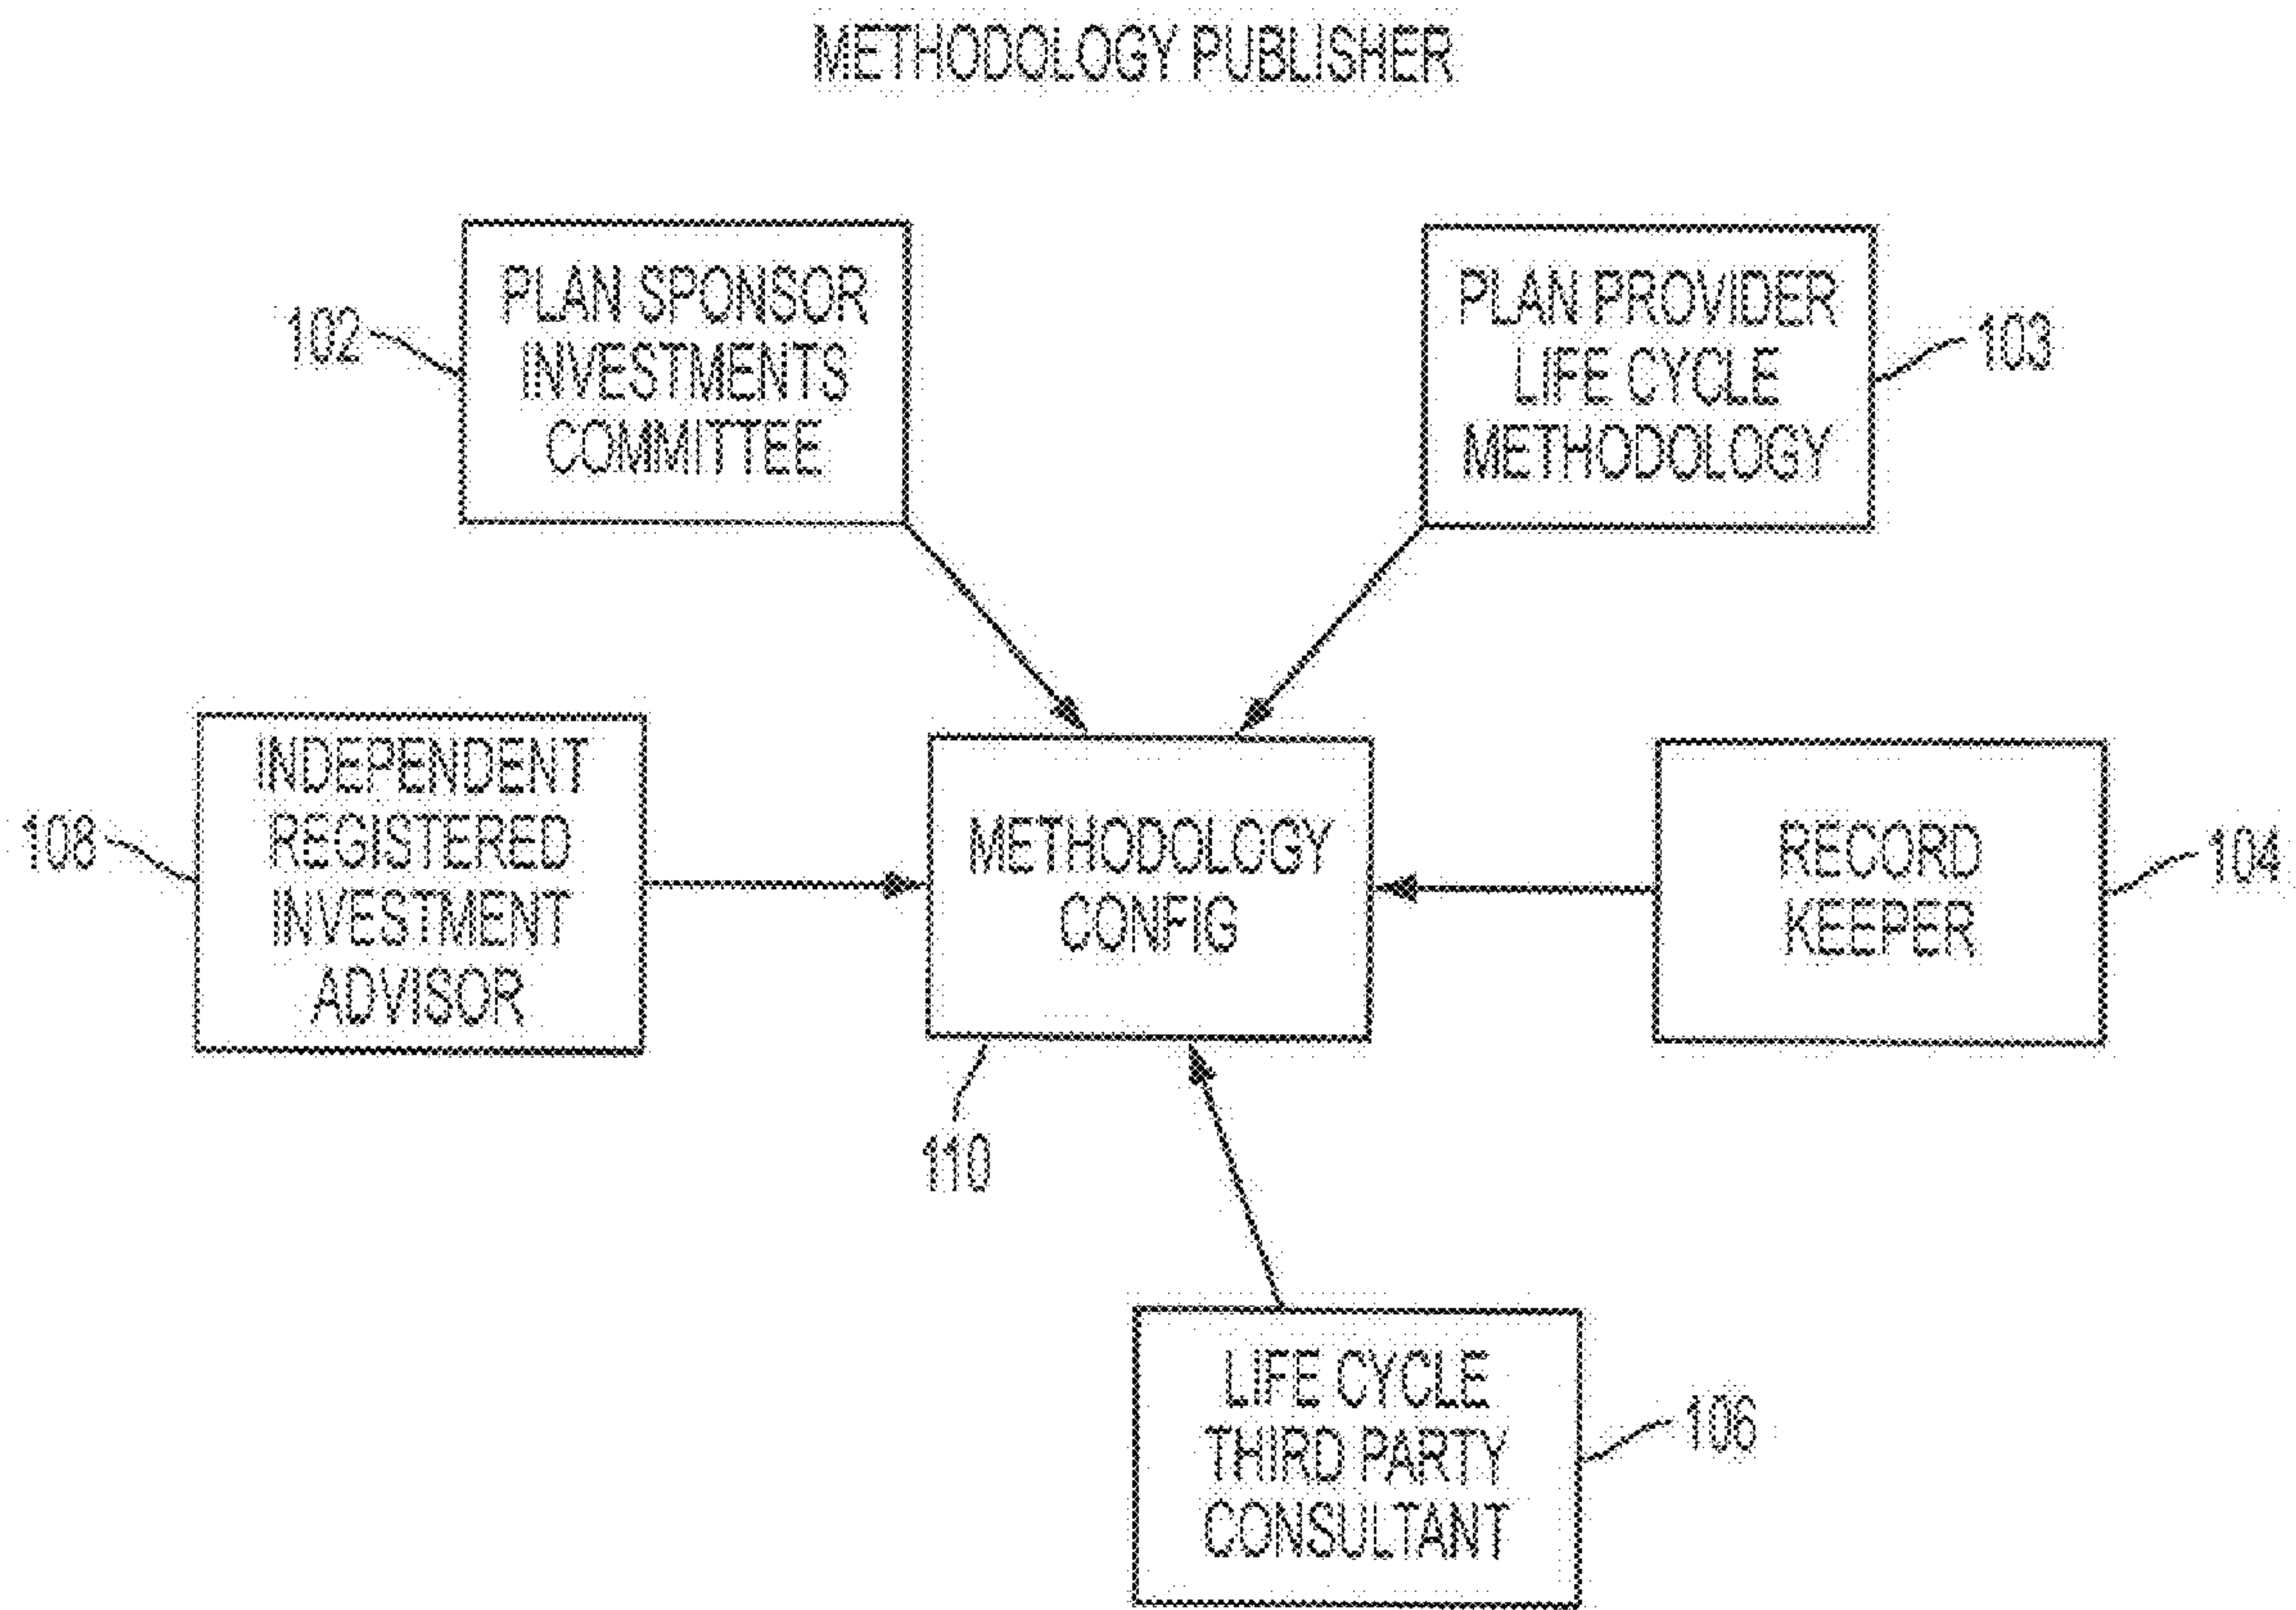 METHODOLOGY PUBLISHER
102
PLAN SPONSOR
INVESTMENTS
COMMITTEE
PLAN PROVIDER
LIFE CYCLE
METHODOLOGY
103
108
INDEPENDENT
REGISTERED
INVESTMENT
ADVISOR
METHODOLOGY
CONFIG
110
RECORD
KEEPER
104
LIFE CYCLE
THIRD PARTY
CONSULTANT
106